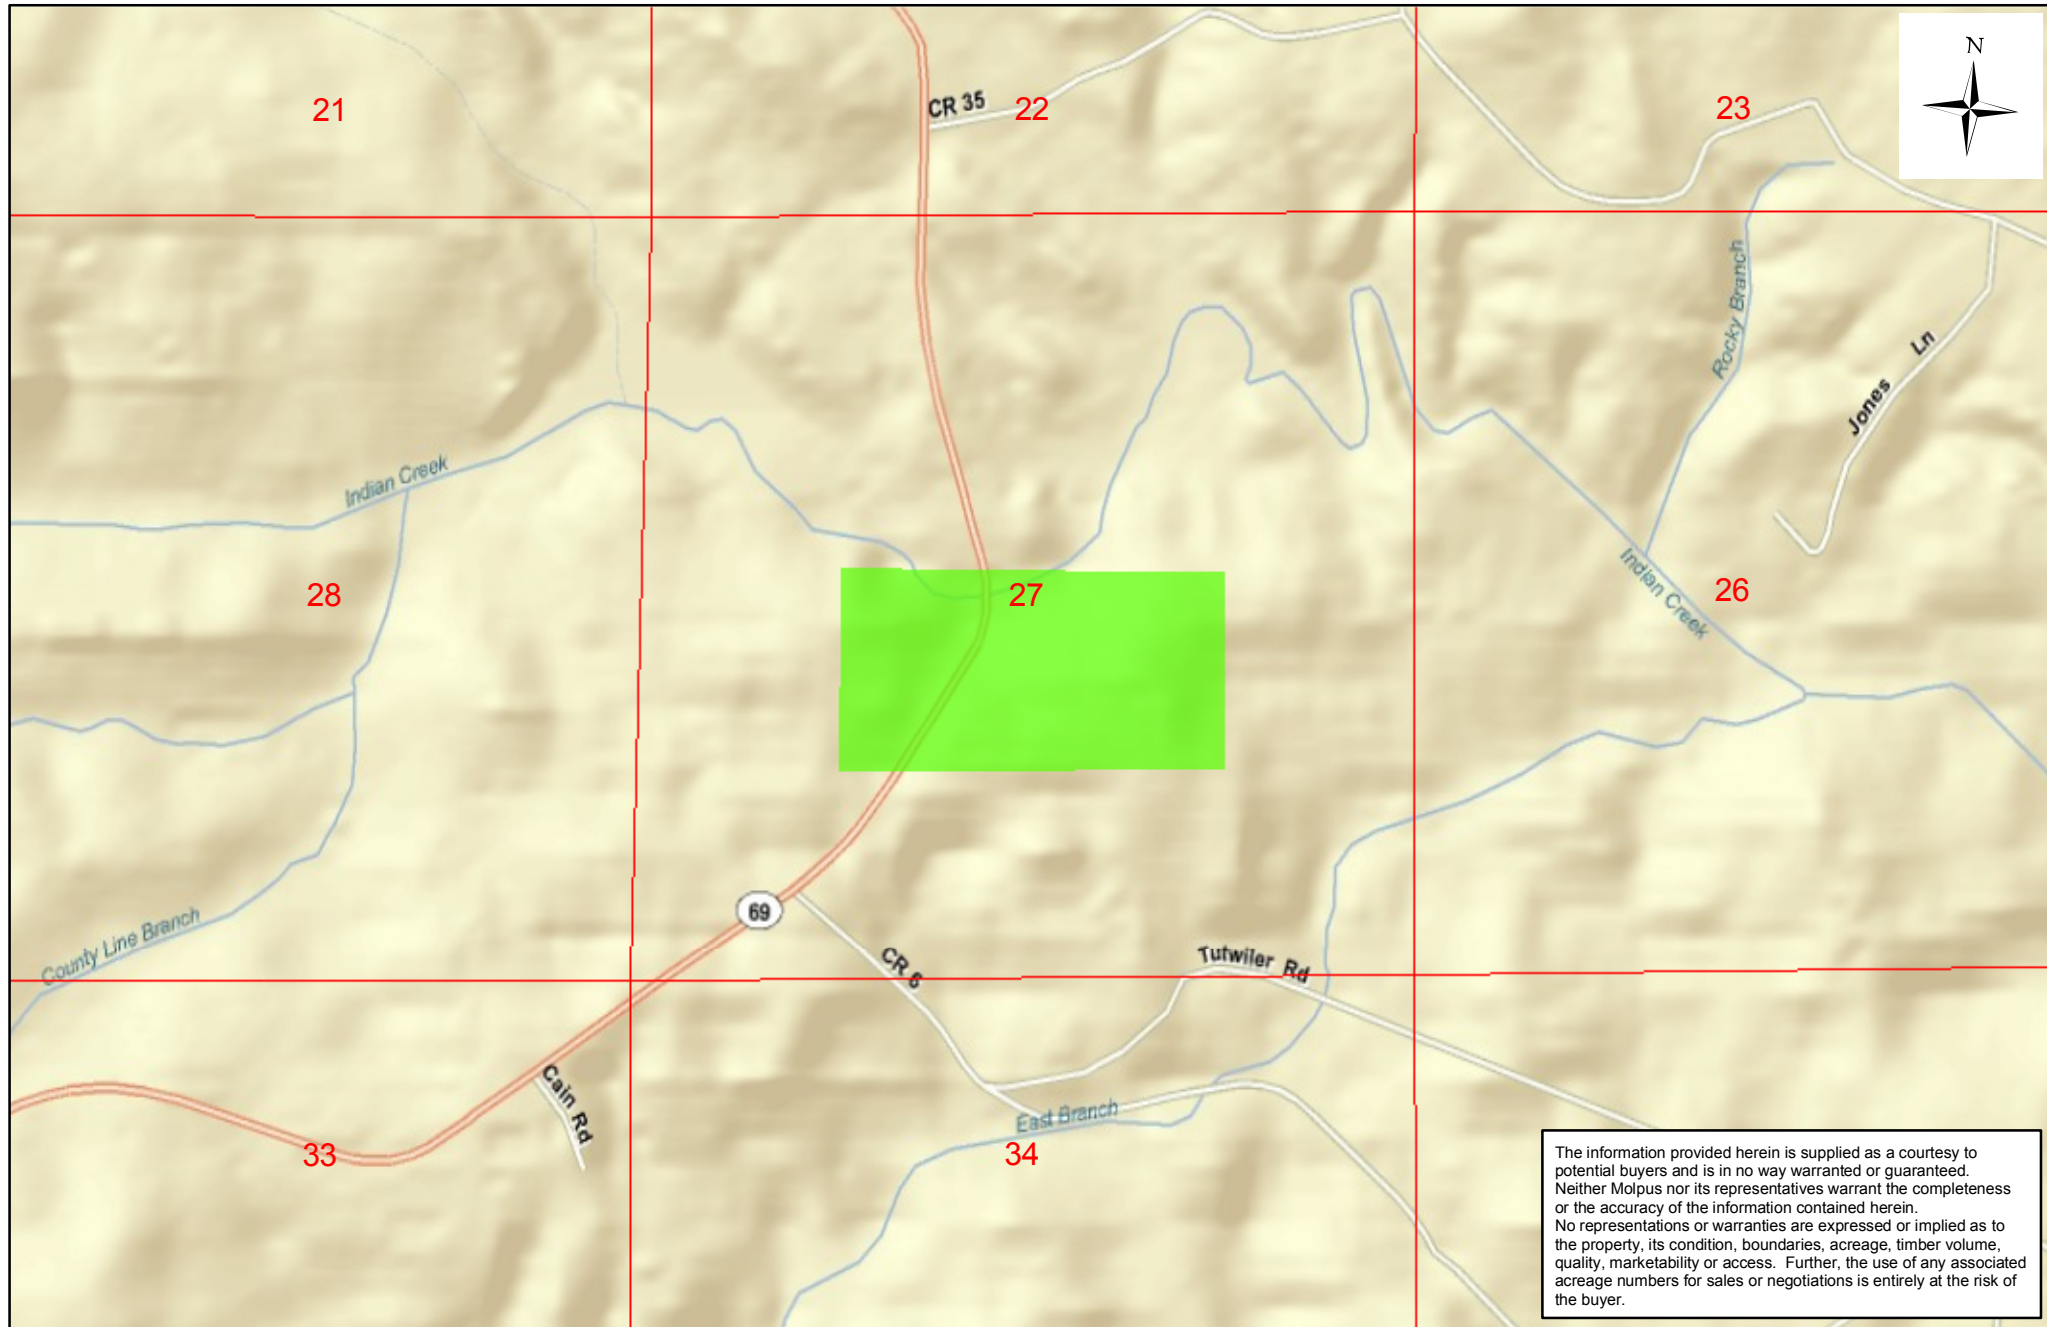 N
21
CR 35
22
23
Rocky Branch
Jones Ln
Indian Creek
28
27
Indian Creek
26
69
County Line Branch
CR 6
Tutwiler Rd
Cain Rd
East Branch
33
34
The information provided herein is supplied as a courtesy to
potential buyers and is in no way warranted or guaranteed.
Neither Molpus nor its representatives warrant the completeness
or the accuracy of the information contained herein.
No representations or warranties are expressed or implied as to
the property, its condition, boundaries, acreage, timber volume,
quality, marketability or access.  Further, the use of any associated
acreage numbers for sales or negotiations is entirely at the risk of
the buyer.